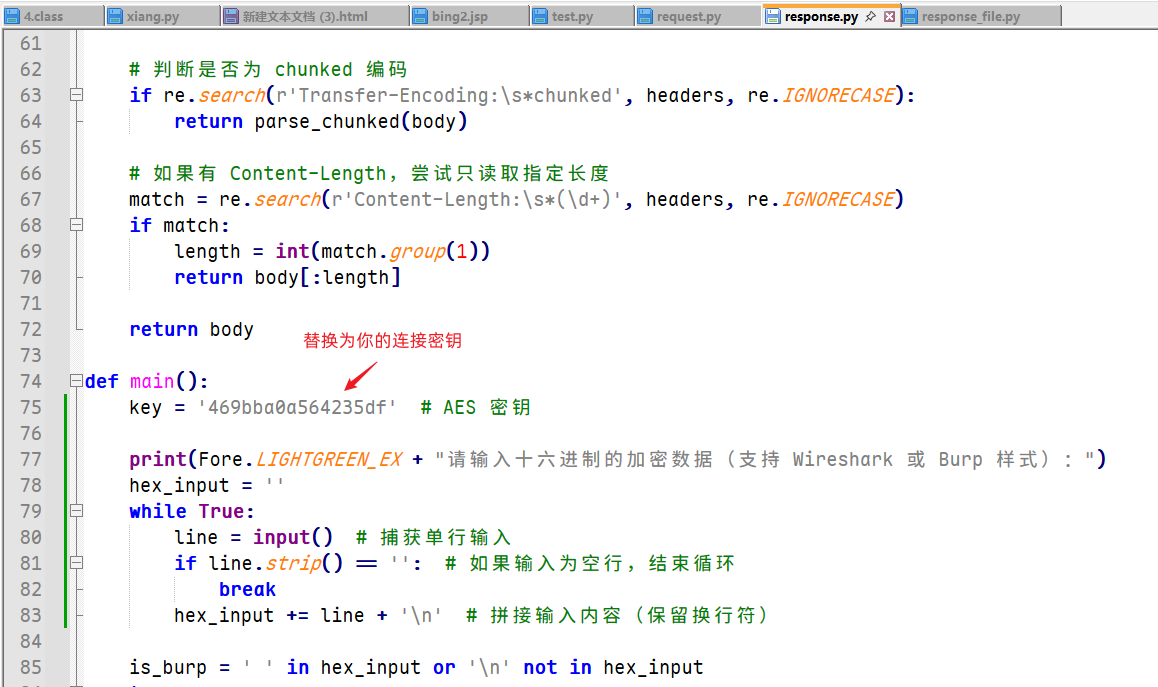 4.class xiang.py 新建文本文档 (3).html bing2.jsp test.py request.py response.py response_file.py
61
62 # 判断是否为 chunked 编码
63 if re.search(r'Transfer-Encoding:\s*chunked', headers, re.IGNORECASE):
64 return parse_chunked(body)
65
66 # 如果有 Content-Length，尝试只读取指定长度
67 match = re.search(r'Content-Length:\s*(\d+)', headers, re.IGNORECASE)
68 if match:
69 length = int(match.group(1))
70 return body[:length]
71
72 return body
替换为你的连接密钥
73
74 def main():
75 key = '469bba0a564235df' # AES 密钥
76
77 print(Fore.LIGHTGREEN_EX + "请输入十六进制的加密数据（支持 Wireshark 或 Burp 样式）：")
78 hex_input = ''
79 while True:
80 line = input() # 捕获单行输入
81 if line.strip() == '': # 如果输入为空行，结束循环
82 break
83 hex_input += line + '\n' # 拼接输入内容（保留换行符）
84
85 is_burp = ' ' in hex_input or '\n' not in hex_input